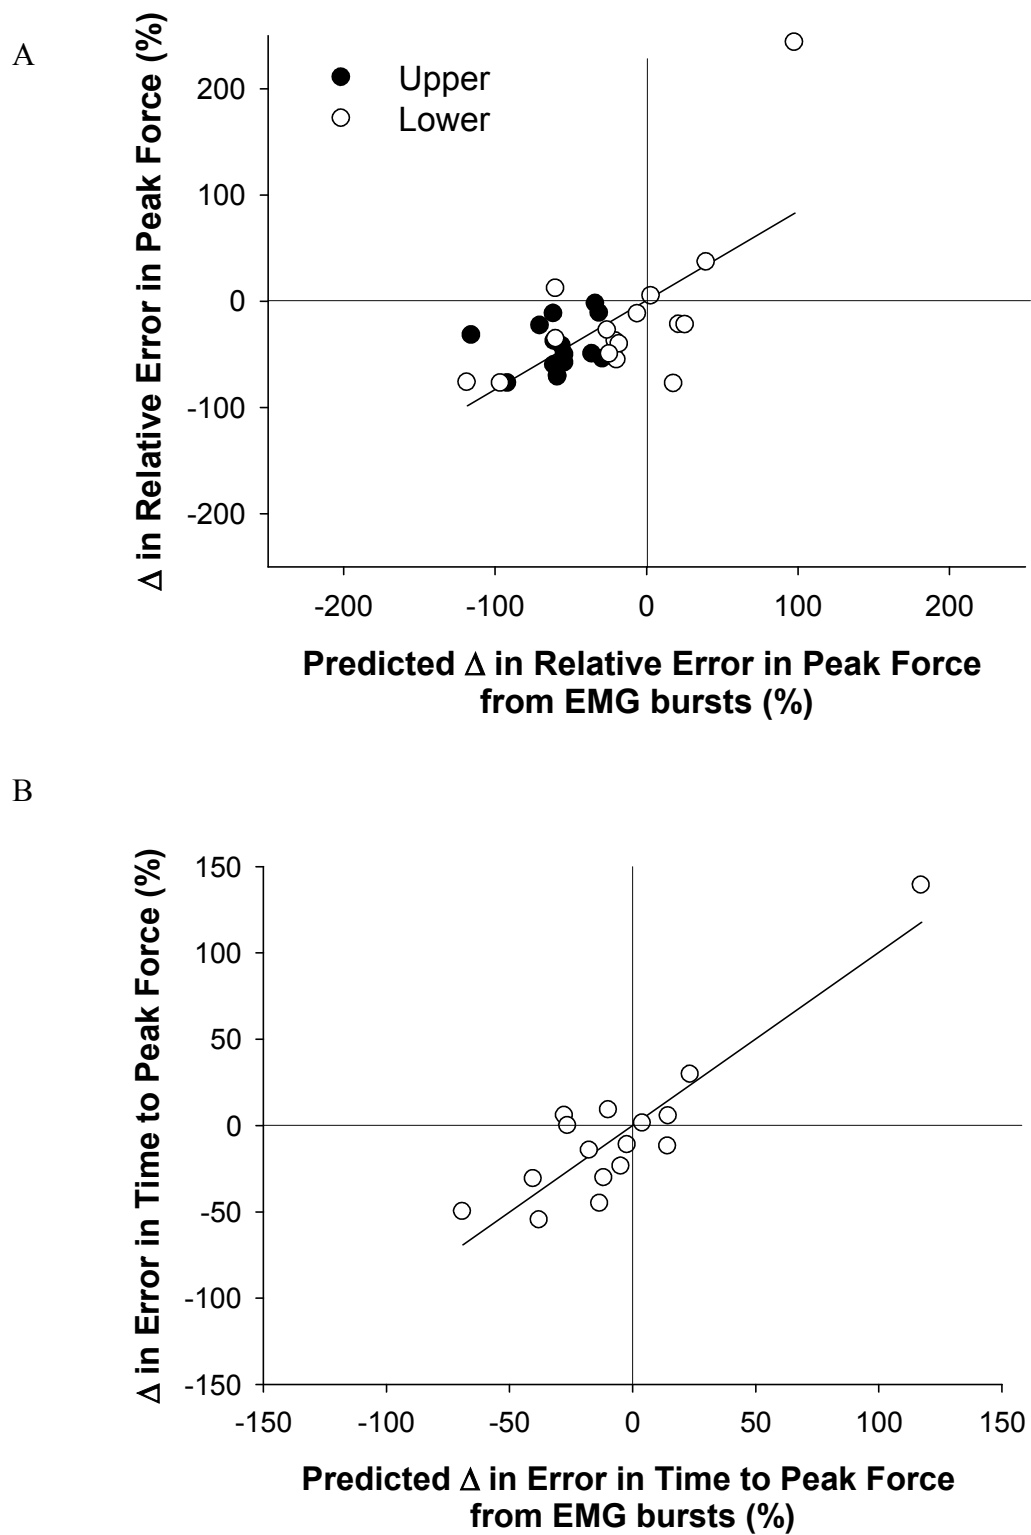 A
Δ in Relative Error in Peak Force (%)
200
100
0
-100
-200
Upper
Lower
-200 -100 0 100 200
Predicted Δ in Relative Error in Peak Force
from EMG bursts (%)
B
Δ in Error in Time to Peak Force (%)
150
100
50
0
-50
-100
-150
-150 -100 -50 0 50 100 150
Predicted Δ in Error in Time to Peak Force
from EMG bursts (%)